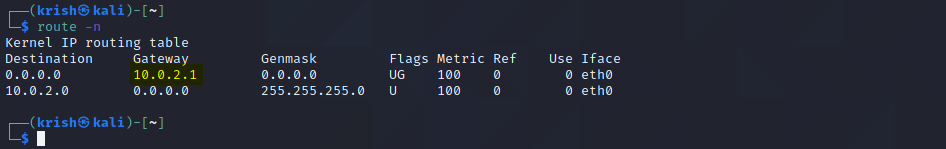 ┌──(krish㉿kali)-[~]
└─$ route -n
Kernel IP routing table
Destination     Gateway         Genmask         Flags Metric Ref    Use Iface
0.0.0.0         10.0.2.1        0.0.0.0         UG    100    0        0 eth0
10.0.2.0        0.0.0.0         255.255.255.0   U     100    0        0 eth0
┌──(krish㉿kali)-[~]
└─$